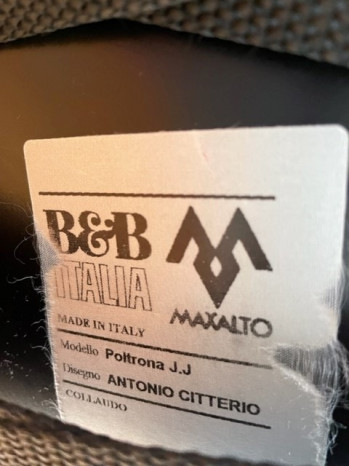 B&B
ITALIA
MAXALTO
MADE IN ITALY
Modello Poltrona J.J
Disegno ANTONIO CITTERIO
COLLAUDO